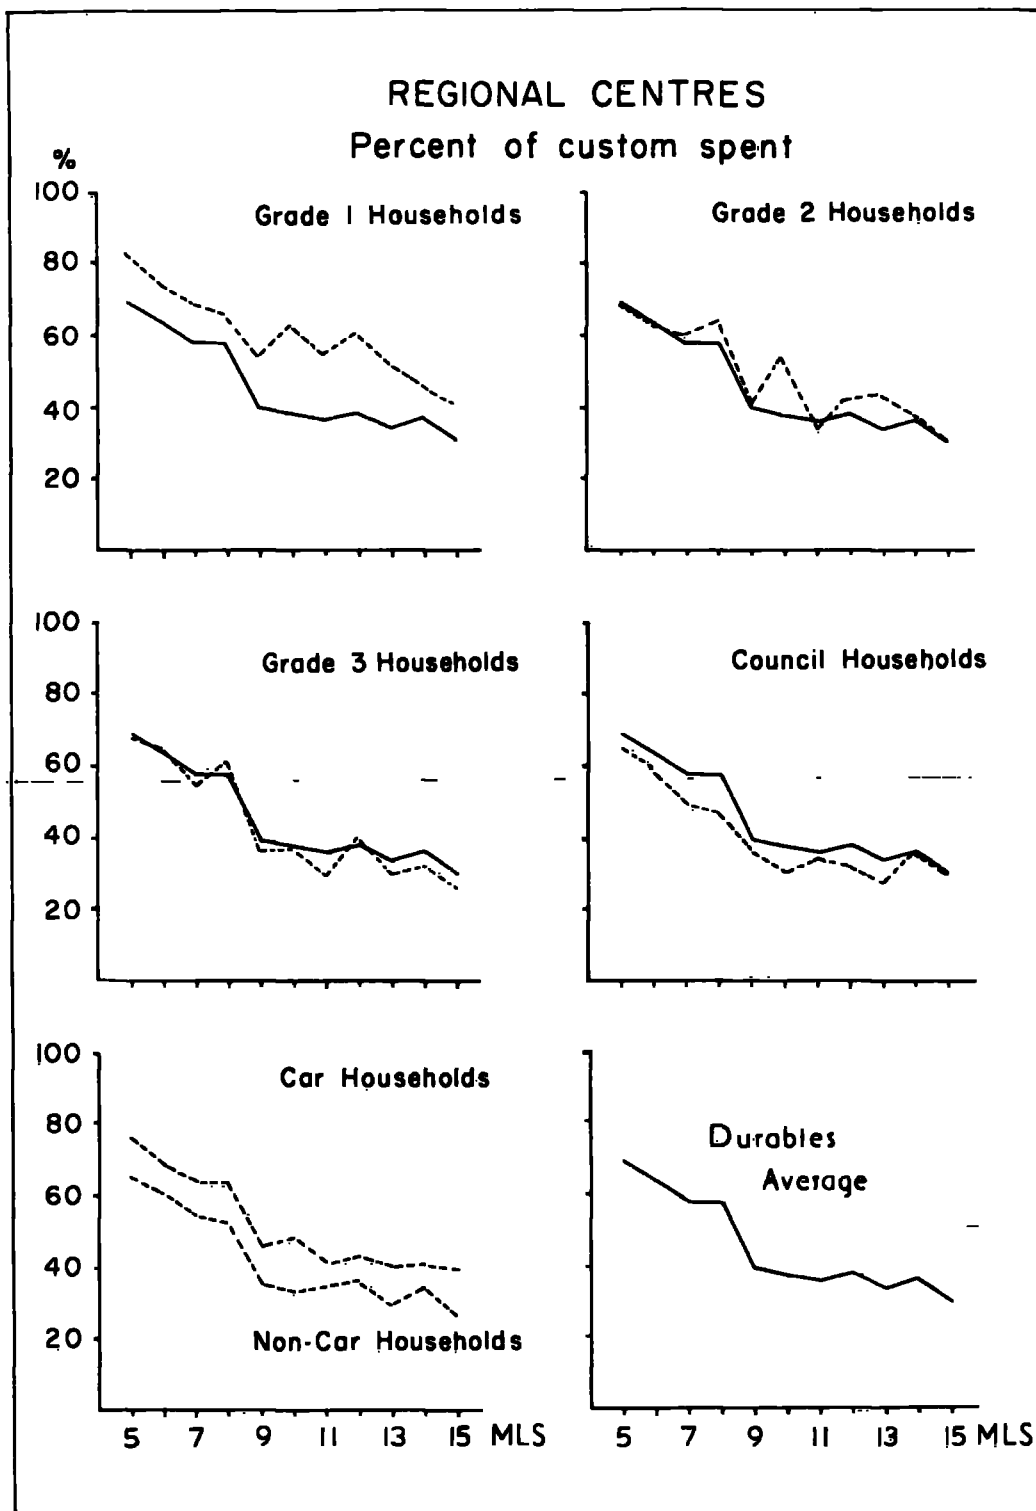 REGIONAL CENTRES
Percent of custom spent
%
100
80
60
40
20
Grade 1 Households
Grade 2 Households
100
80
60
40
20
Grade 3 Households
Council Households
100
80
60
40
20
Car Households
Non-Car Households
Durables
Average
5 7 9 11 13 15 MLS
5 7 9 11 13 15 MLS